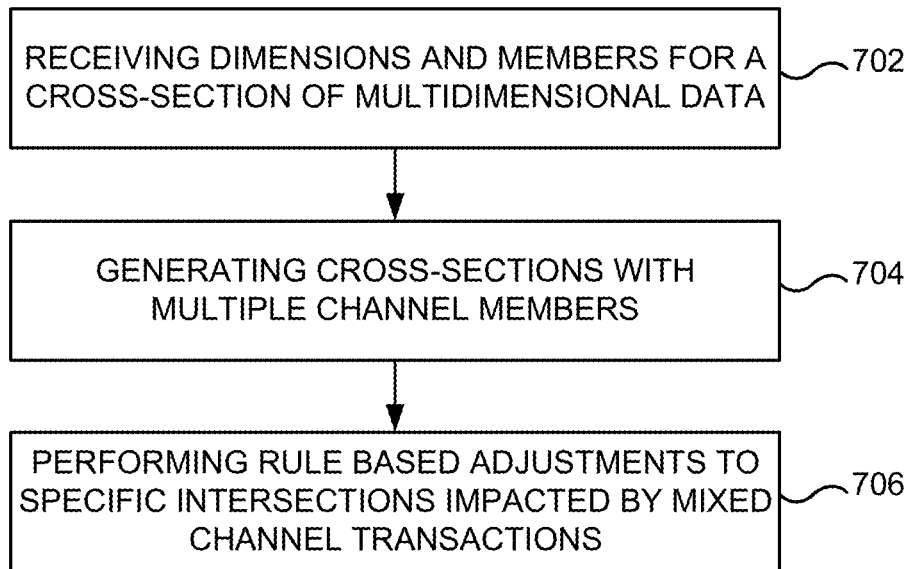 RECEIVING DIMENSIONS AND MEMBERS FOR A
CROSS-SECTION OF MULTIDIMENSIONAL DATA
702
GENERATING CROSS-SECTIONS WITH
MULTIPLE CHANNEL MEMBERS
704
PERFORMING RULE BASED ADJUSTMENTS TO
SPECIFIC INTERSECTIONS IMPACTED BY MIXED
CHANNEL TRANSACTIONS
706